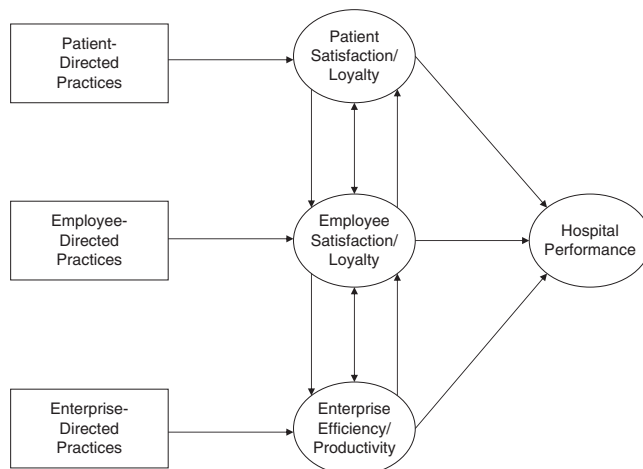 Patient-
Directed
Practices
Patient
Satisfaction/
Loyalty
Employee-
Directed
Practices
Employee
Satisfaction/
Loyalty
Hospital
Performance
Enterprise-
Directed
Practices
Enterprise
Efficiency/
Productivity